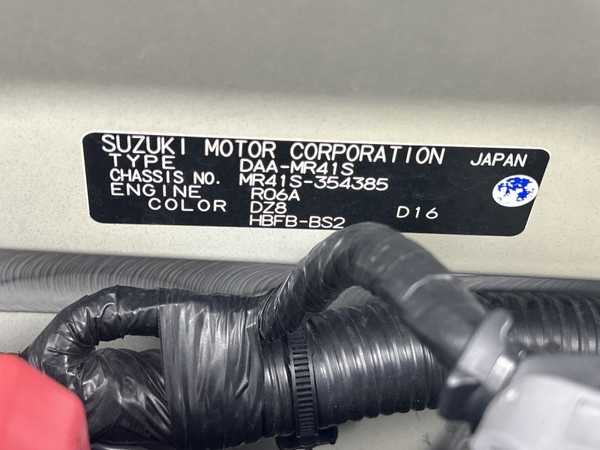 SUZUKI MOTOR CORPORATION JAPAN
TYPE DAA-MR41S
CHASSIS NO. MR41S-354385
ENGINE R06A
COLOR DZ8 D16
HBFB-BS2